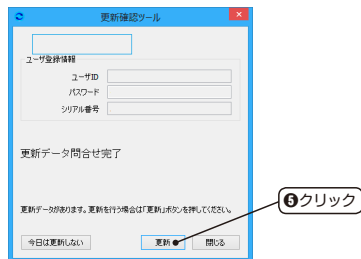 更新確認ツール
ユーザ登録情報
ユーザID
パスワード
シリアル番号
更新データ問合せ完了
更新データがあります。更新を行う場合は「更新」ボタンを押してください。
今日は更新しない
更新
閉じる
❺クリック